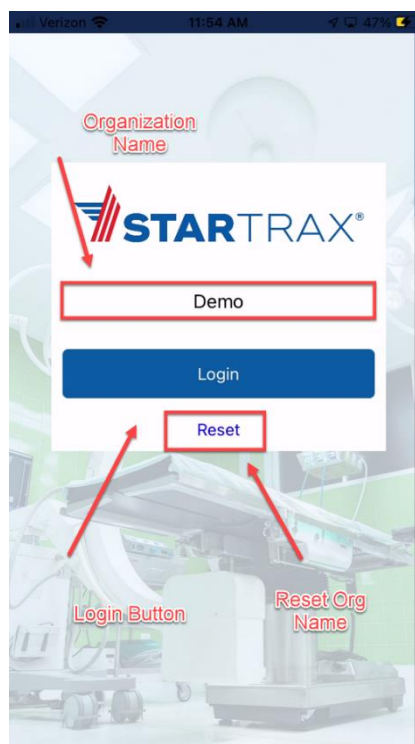 Verizon 11:54 AM 47%
Organization
Name
STARTRAX®
Demo
Login
Reset
Login Button
Reset Org
Name